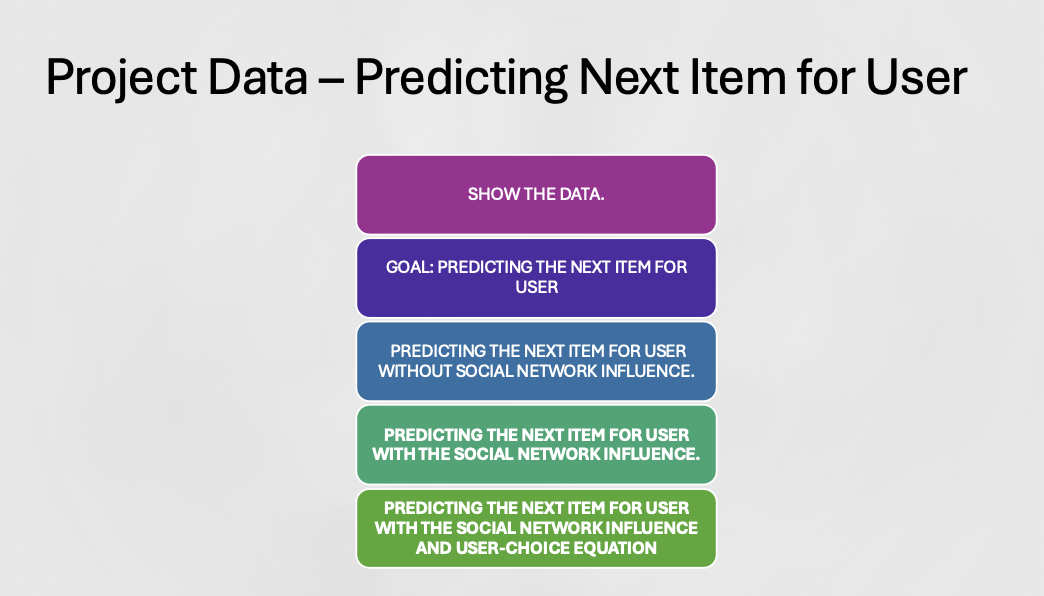 Project Data – Predicting Next Item for User
SHOW THE DATA.
GOAL: PREDICTING THE NEXT ITEM FOR
USER
PREDICTING THE NEXT ITEM FOR USER
WITHOUT SOCIAL NETWORK INFLUENCE.
PREDICTING THE NEXT ITEM FOR USER
WITH THE SOCIAL NETWORK INFLUENCE.
PREDICTING THE NEXT ITEM FOR USER
WITH THE SOCIAL NETWORK INFLUENCE
AND USER-CHOICE EQUATION